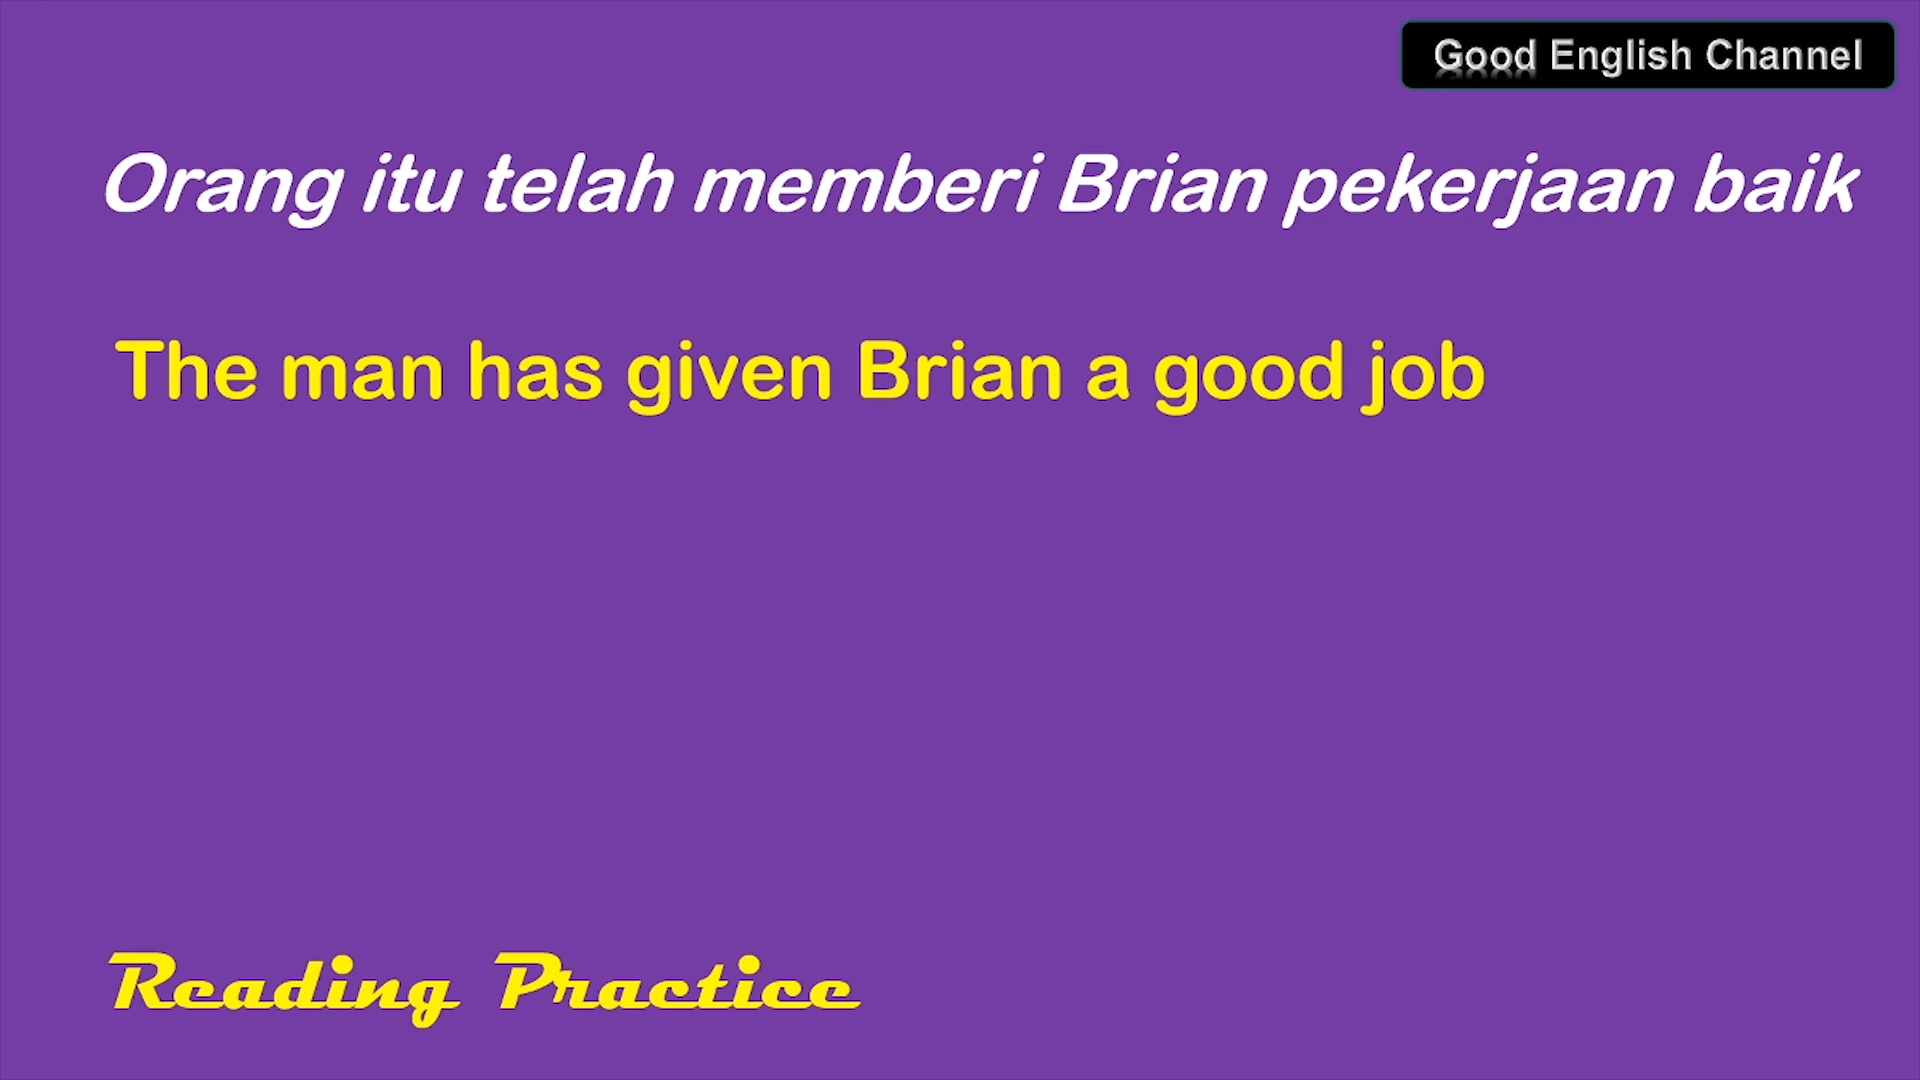 Good English Channel
Orang itu telah memberi Brian pekerjaan baik
The man has given Brian a good job
Reading Practice